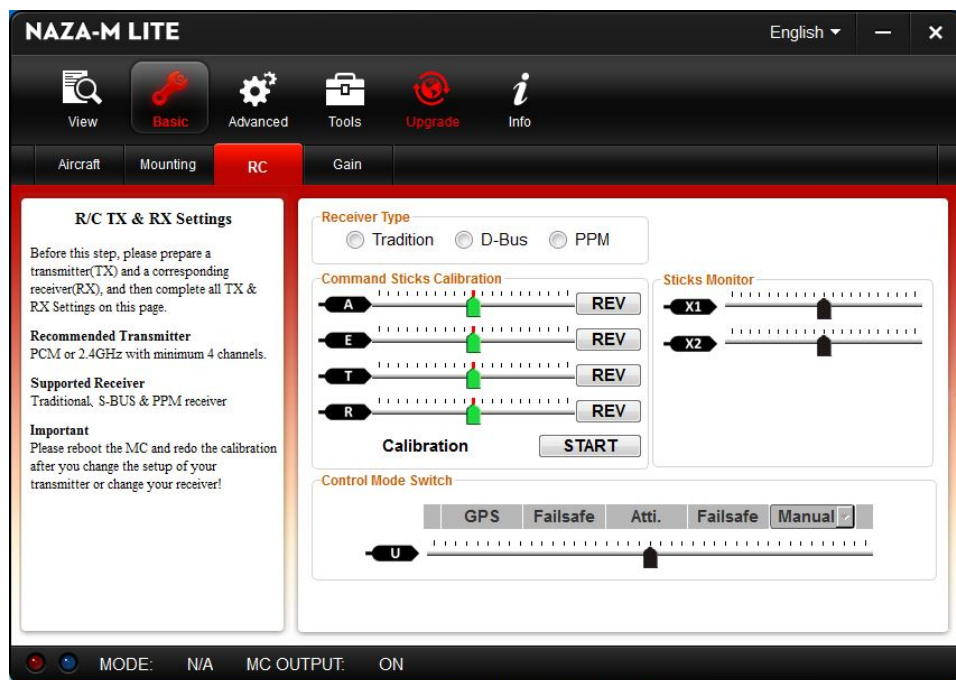 NAZA-M LITE
English
View
Basic
Advanced
Tools
Upgrade
Info
Aircraft
Mounting
RC
Gain
R/C TX & RX Settings
Before this step, please prepare a
transmitter(TX) and a corresponding
receiver(RX), and then complete all TX &
RX Settings on this page.
Recommended Transmitter
PCM or 2.4GHz with minimum 4 channels.
Supported Receiver
Traditional, S-BUS & PPM receiver
Important
Please reboot the MC and redo the calibration
after you change the setup of your
transmitter or change your receiver!
Receiver Type
Tradition D-Bus PPM
Command Sticks Calibration
A REV
E REV
T REV
R REV
Calibration START
Sticks Monitor
X1
X2
Control Mode Switch
GPS Failsafe Atti. Failsafe Manual
U
MODE: N/A MC OUTPUT: ON